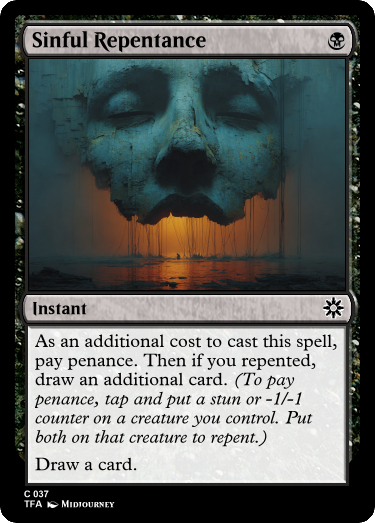 Sinful Repentance
Instant
As an additional cost to cast this spell,
pay penance. Then if you repented,
draw an additional card. (To pay
penance, tap and put a stun or -1/-1
counter on a creature you control. Put
both on that creature to repent.)
Draw a card.
C 037
TFA Midjourney